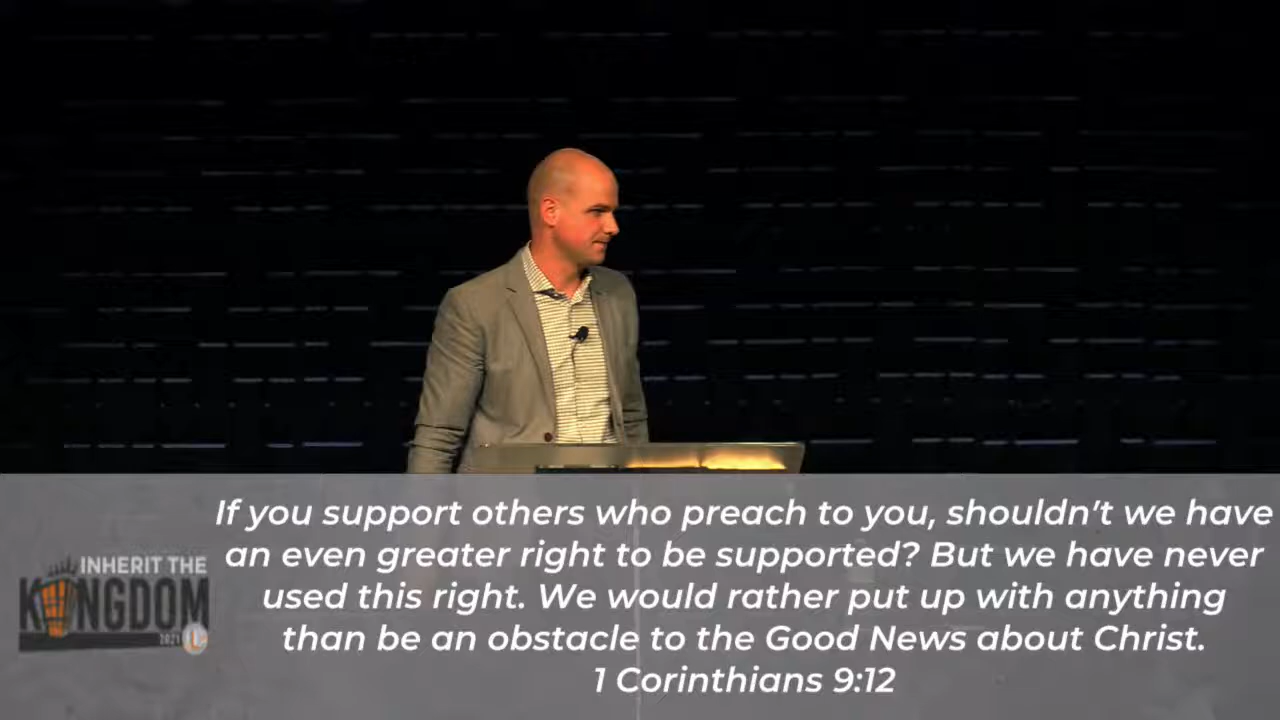 If you support others who preach to you, shouldn't we have
an even greater right to be supported? But we have never
used this right. We would rather put up with anything
than be an obstacle to the Good News about Christ.
1 Corinthians 9:12
INHERIT THE
KINGDOM
2021